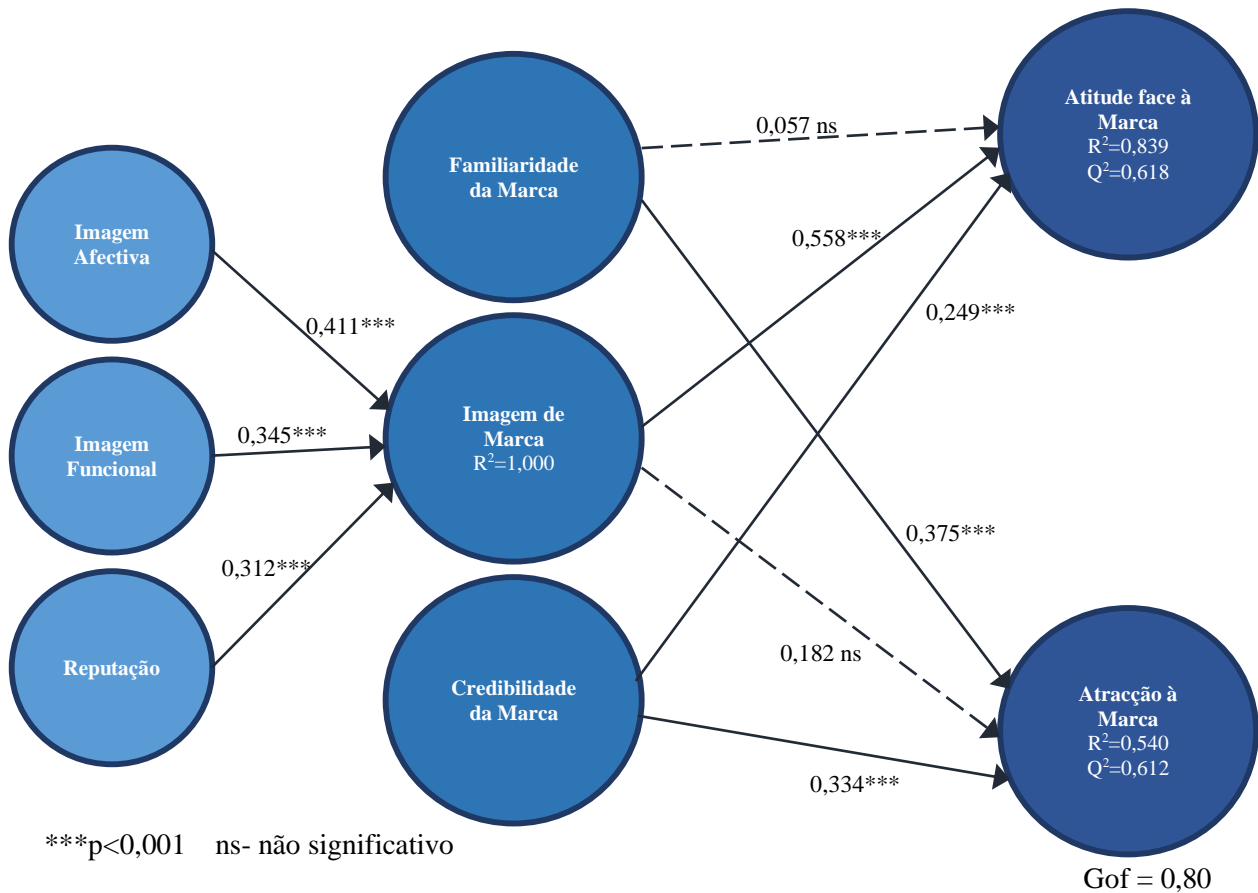 Imagem
Afectiva
Imagem
Funcional
Reputação
0,411***
0,345***
0,312***
Familiaridade
da Marca
Imagem de
Marca
R²=1,000
Credibilidade
da Marca
0,057 ns
0,558***
0,249***
0,375***
0,182 ns
0,334***
Atitude face à
Marca
R²=0,839
Q²=0,618
Atracção à
Marca
R²=0,540
Q²=0,612
***p<0,001 ns- não significativo
Gof = 0,80